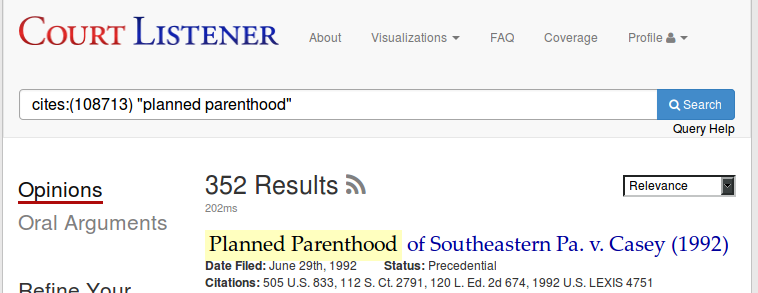 COURT LISTENER About Visualizations FAQ Coverage Profile
cites:(108713) "planned parenthood" Search
Query Help
Opinions
Oral Arguments
352 Results
Relevance
202ms
Planned Parenthood of Southeastern Pa. v. Casey (1992)
Date Filed: June 29th, 1992 Status: Precedential
Citations: 505 U.S. 833, 112 S. Ct. 2791, 120 L. Ed. 2d 674, 1992 U.S. LEXIS 4751
Refine Your